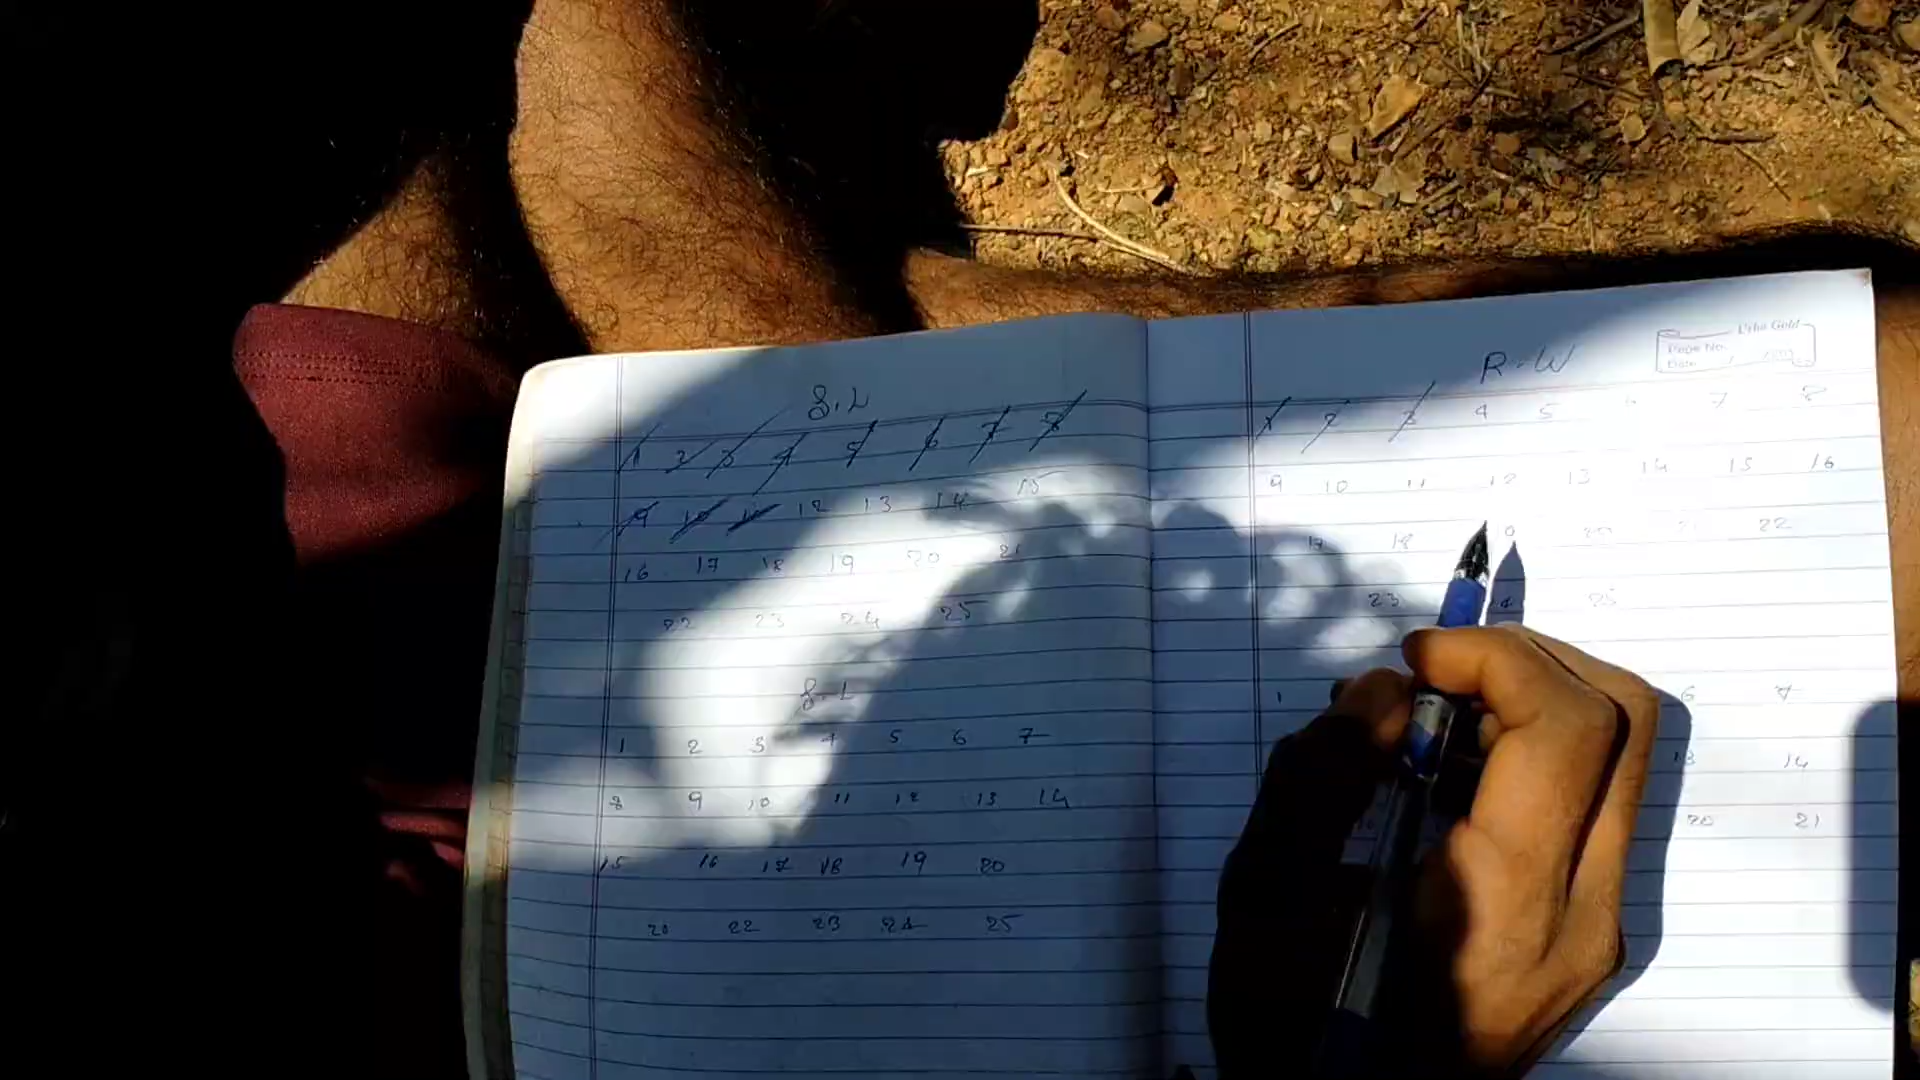 S.L
1 2 3 4 5 6 7 8
9 10 11 12 13 14 15
16 17 18 19 20 21
22 23 24 25
S.L
1 2 3 4 5 6 7
8 9 10 11 12 13 14
15 16 17 18 19 20
20 22 23 24 25
Page No.
Date
R.W
1 2 3 4 5 7 8
9 10 11 12 13 14 15 16
17 18 20 22
23 25
1 6 7
13 14
20 21